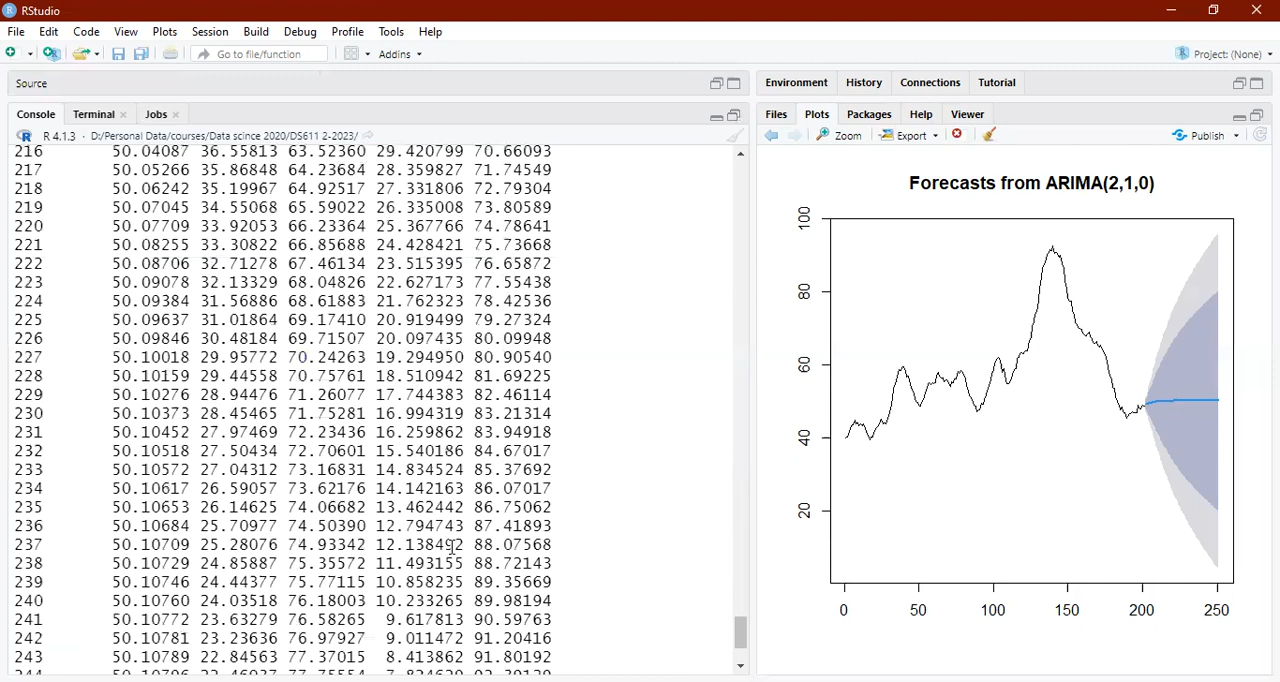 RStudio
File Edit Code View Plots Session Build Debug Profile Tools Help
Go to file/function Addins Project: (None)
Source
Console Terminal Jobs
R 4.1.3 · D:/Personal Data/courses/Data scince 2020/DS611 2-2023/
216 50.04087 36.55813 63.52360 29.420799 70.66093
217 50.05266 35.86848 64.23684 28.359827 71.74549
218 50.06242 35.19967 64.92517 27.331806 72.79304
219 50.07045 34.55068 65.59022 26.335008 73.80589
220 50.07709 33.92053 66.23364 25.367766 74.78641
221 50.08255 33.30822 66.85688 24.428421 75.73668
222 50.08706 32.71278 67.46134 23.515395 76.65872
223 50.09078 32.13329 68.04826 22.627173 77.55438
224 50.09384 31.56886 68.61883 21.762323 78.42536
225 50.09637 31.01864 69.17410 20.919499 79.27324
226 50.09846 30.48184 69.71507 20.097435 80.09948
227 50.10018 29.95772 70.24263 19.294950 80.90540
228 50.10159 29.44558 70.75761 18.510942 81.69225
229 50.10276 28.94476 71.26077 17.744383 82.46114
230 50.10373 28.45465 71.75281 16.994319 83.21314
231 50.10452 27.97469 72.23436 16.259862 83.94918
232 50.10518 27.50434 72.70601 15.540186 84.67017
233 50.10572 27.04312 73.16831 14.834524 85.37692
234 50.10617 26.59057 73.62176 14.142163 86.07017
235 50.10653 26.14625 74.06682 13.462442 86.75062
236 50.10684 25.70977 74.50390 12.794743 87.41893
237 50.10709 25.28076 74.93342 12.138492 88.07568
238 50.10729 24.85887 75.35572 11.493155 88.72143
239 50.10746 24.44377 75.77115 10.858235 89.35669
240 50.10760 24.03518 76.18003 10.233265 89.98194
241 50.10772 23.63279 76.58265 9.617813 90.59763
242 50.10781 23.23636 76.97927 9.011472 91.20416
243 50.10789 22.84563 77.37015 8.413862 91.80192
Environment History Connections Tutorial
Files Plots Packages Help Viewer
Zoom Export Publish
Forecasts from ARIMA(2,1,0)
100
80
60
40
20
0 50 100 150 200 250